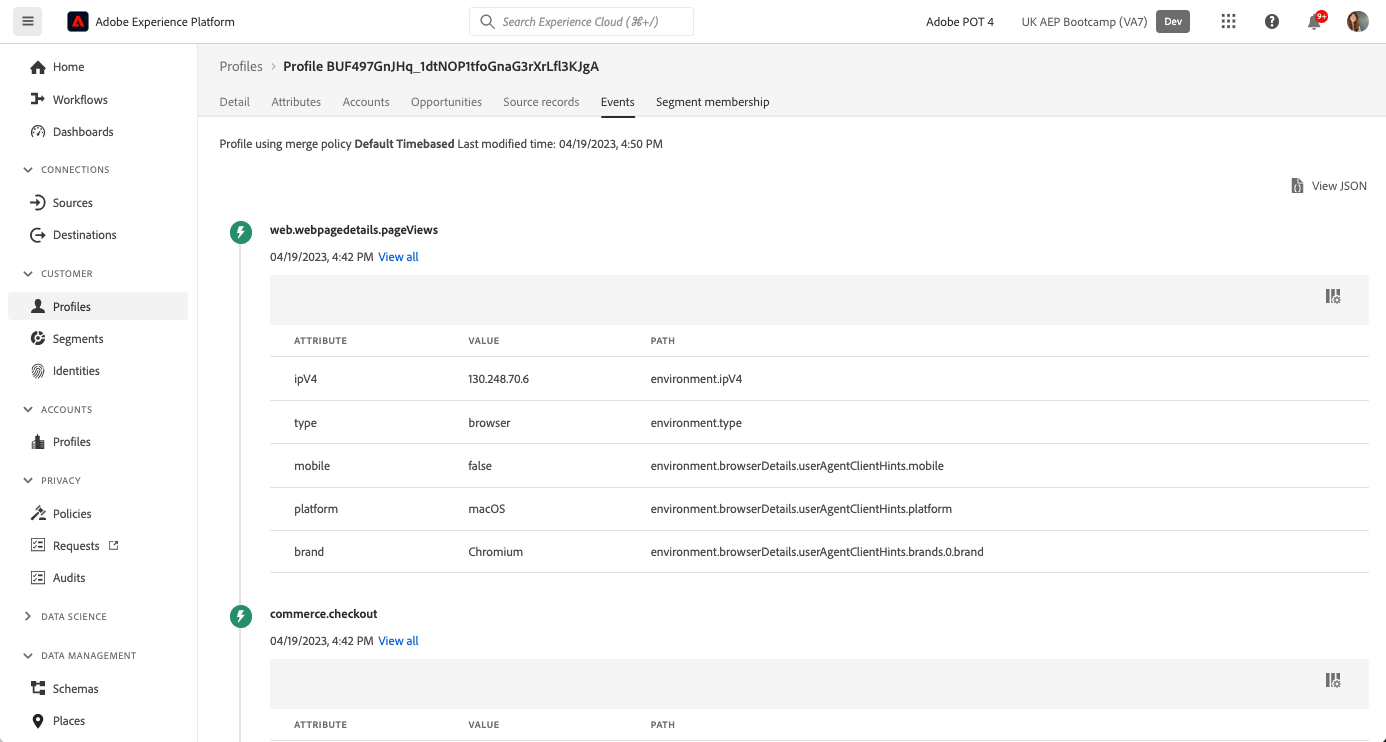 Adobe Experience Platform
Search Experience Cloud (⌘+/)
Adobe POT 4
UK AEP Bootcamp (VA7)
Dev
9+
Home
Workflows
Dashboards
CONNECTIONS
Sources
Destinations
CUSTOMER
Profiles
Segments
Identities
ACCOUNTS
Profiles
PRIVACY
Policies
Requests
Audits
DATA SCIENCE
DATA MANAGEMENT
Schemas
Places
Profiles > Profile BUF497GnJHq_1dtNOP1tfoGnaG3rXrLfl3KJgA
Detail Attributes Accounts Opportunities Source records Events Segment membership
Profile using merge policy Default Timebased Last modified time: 04/19/2023, 4:50 PM
View JSON
web.webpagedetails.pageViews
04/19/2023, 4:42 PM View all
ATTRIBUTE VALUE PATH
ipV4 130.248.70.6 environment.ipV4
type browser environment.type
mobile false environment.browserDetails.userAgentClientHints.mobile
platform macOS environment.browserDetails.userAgentClientHints.platform
brand Chromium environment.browserDetails.userAgentClientHints.brands.0.brand
commerce.checkout
04/19/2023, 4:42 PM View all
ATTRIBUTE VALUE PATH